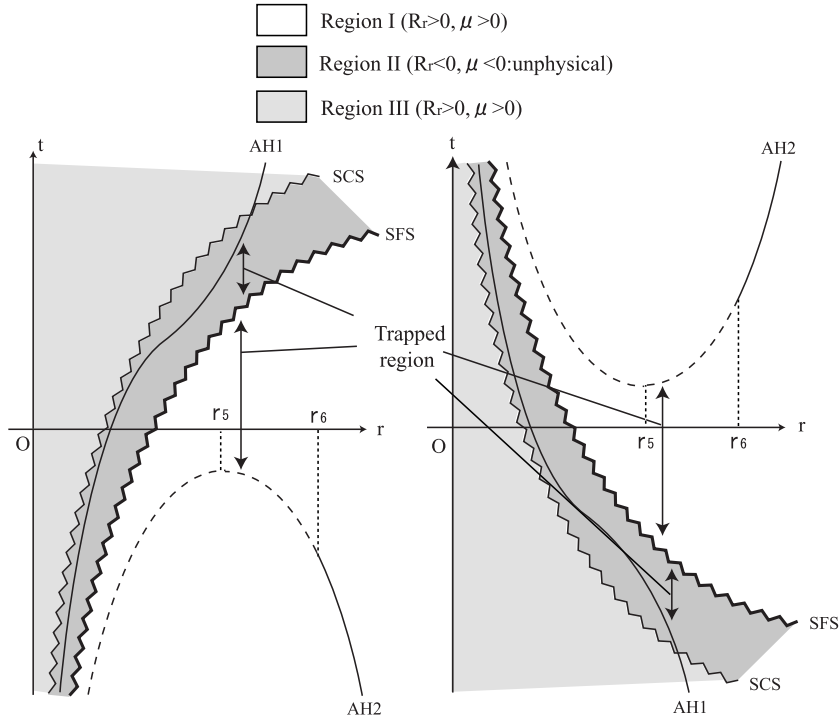 Region I (Rr>0, μ>0)
Region II (Rr<0, μ<0:unphysical)
Region III (Rr>0, μ>0)
t
AH1
SCS
SFS
Trapped
region
r5
r6
r
O
AH2
t
AH2
O
r5
r6
r
SFS
SCS
AH1